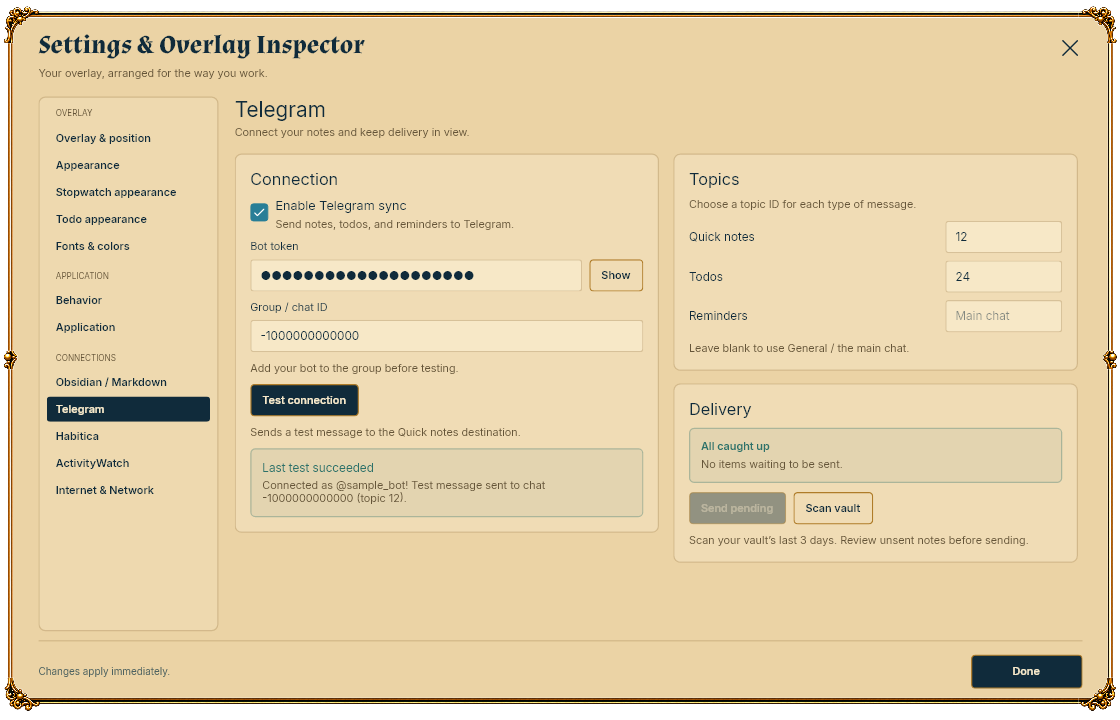 Settings & Overlay Inspector
Your overlay, arranged for the way you work.
OVERLAY
Overlay & position
Appearance
Stopwatch appearance
Todo appearance
Fonts & colors
APPLICATION
Behavior
Application
CONNECTIONS
Obsidian / Markdown
Telegram
Habitica
ActivityWatch
Internet & Network
Telegram
Connect your notes and keep delivery in view.
Connection
Enable Telegram sync
Send notes, todos, and reminders to Telegram.
Bot token
●●●●●●●●●●●●●●●●●●●●
Show
Group / chat ID
-1000000000000
Add your bot to the group before testing.
Test connection
Sends a test message to the Quick notes destination.
Last test succeeded
Connected as @sample_bot! Test message sent to chat
-1000000000000 (topic 12).
Topics
Choose a topic ID for each type of message.
Quick notes
12
Todos
24
Reminders
Main chat
Leave blank to use General / the main chat.
Delivery
All caught up
No items waiting to be sent.
Send pending
Scan vault
Scan your vault's last 3 days. Review unsent notes before sending.
Changes apply immediately.
Done